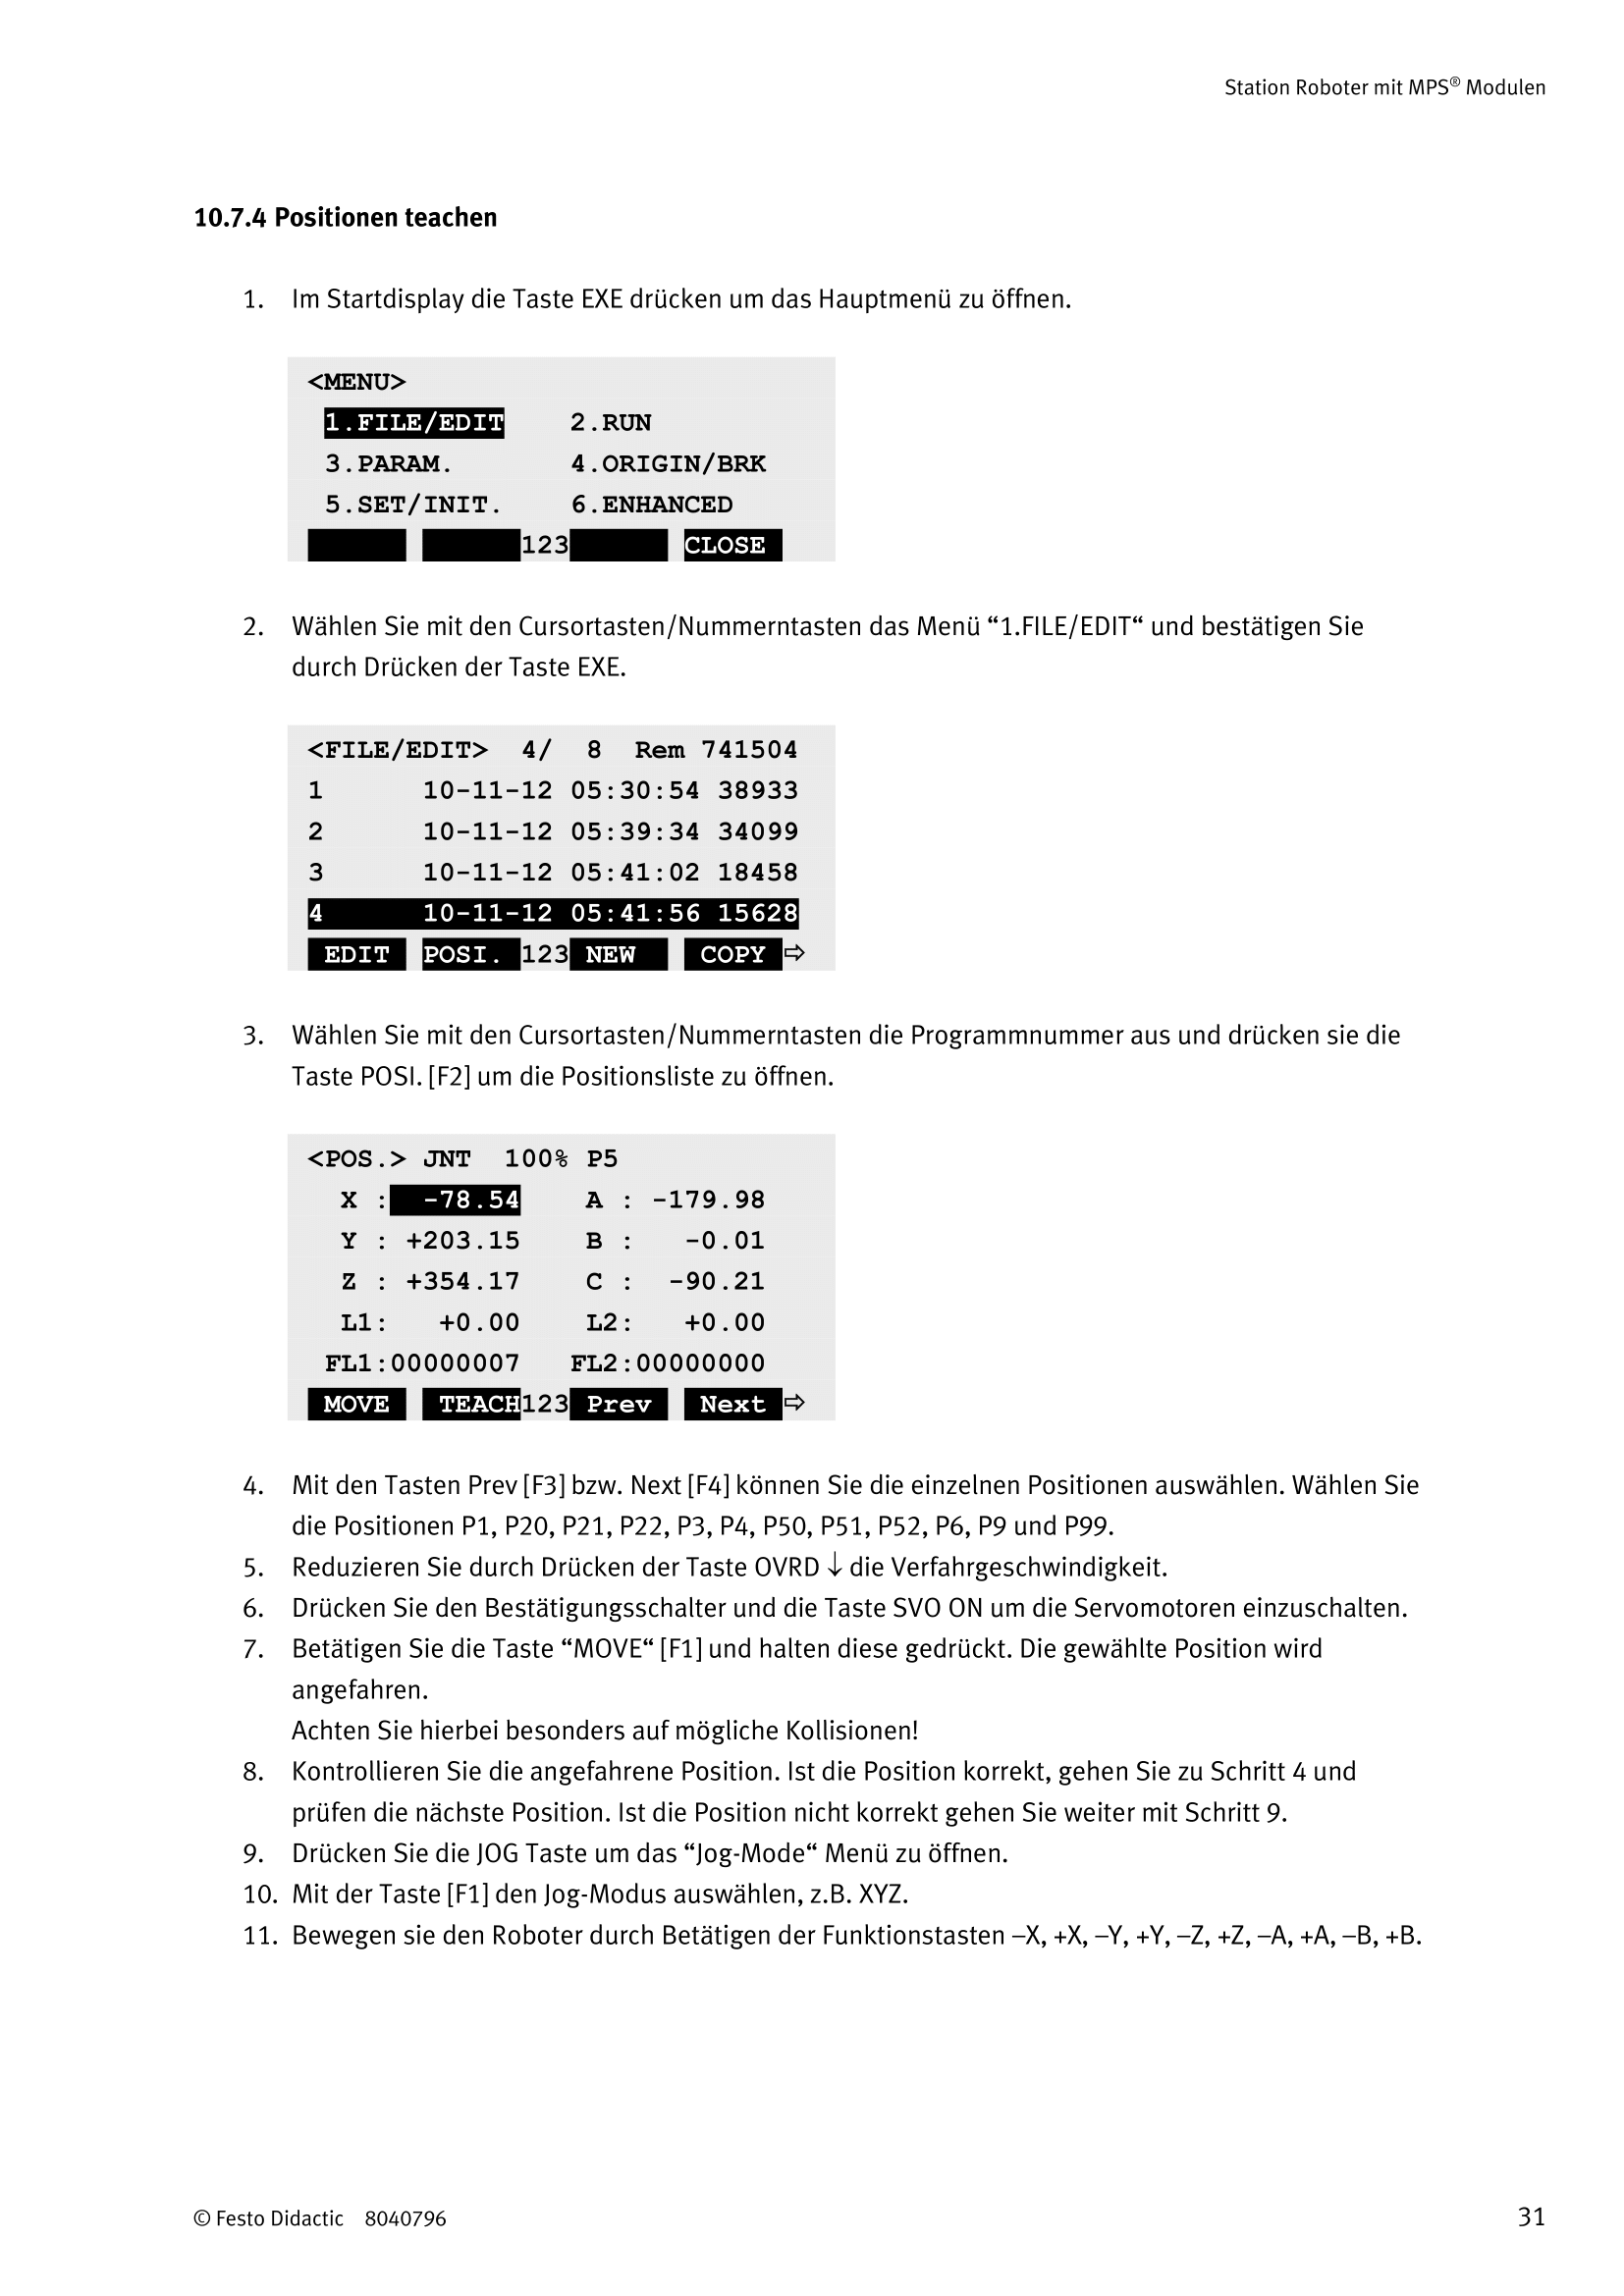 Station Roboter mit MPS® Modulen
10.7.4 Positionen teachen
1. Im Startdisplay die Taste EXE drücken um das Hauptmenü zu öffnen.
<MENU>
1.FILE/EDIT 2.RUN
3.PARAM. 4.ORIGIN/BRK
5.SET/INIT. 6.ENHANCED
123 CLOSE
2. Wählen Sie mit den Cursortasten/Nummerntasten das Menü “1.FILE/EDIT“ und bestätigen Sie
durch Drücken der Taste EXE.
<FILE/EDIT> 4/ 8 Rem 741504
1 10-11-12 05:30:54 38933
2 10-11-12 05:39:34 34099
3 10-11-12 05:41:02 18458
4 10-11-12 05:41:56 15628
EDIT POSI. 123 NEW COPY ⇨
3. Wählen Sie mit den Cursortasten/Nummerntasten die Programmnummer aus und drücken sie die
Taste POSI. [F2] um die Positionsliste zu öffnen.
<POS.> JNT 100% P5
X : -78.54 A : -179.98
Y : +203.15 B : -0.01
Z : +354.17 C : -90.21
L1: +0.00 L2: +0.00
FL1:00000007 FL2:00000000
MOVE TEACH 123 Prev Next ⇨
4. Mit den Tasten Prev [F3] bzw. Next [F4] können Sie die einzelnen Positionen auswählen. Wählen Sie
die Positionen P1, P20, P21, P22, P3, P4, P50, P51, P52, P6, P9 und P99.
5. Reduzieren Sie durch Drücken der Taste OVRD ↓ die Verfahrgeschwindigkeit.
6. Drücken Sie den Bestätigungsschalter und die Taste SVO ON um die Servomotoren einzuschalten.
7. Betätigen Sie die Taste “MOVE“ [F1] und halten diese gedrückt. Die gewählte Position wird
angefahren.
Achten Sie hierbei besonders auf mögliche Kollisionen!
8. Kontrollieren Sie die angefahrene Position. Ist die Position korrekt, gehen Sie zu Schritt 4 und
prüfen die nächste Position. Ist die Position nicht korrekt gehen Sie weiter mit Schritt 9.
9. Drücken Sie die JOG Taste um das “Jog-Mode“ Menü zu öffnen.
10. Mit der Taste [F1] den Jog-Modus auswählen, z.B. XYZ.
11. Bewegen sie den Roboter durch Betätigen der Funktionstasten –X, +X, –Y, +Y, –Z, +Z, –A, +A, –B, +B.
© Festo Didactic 8040796
31